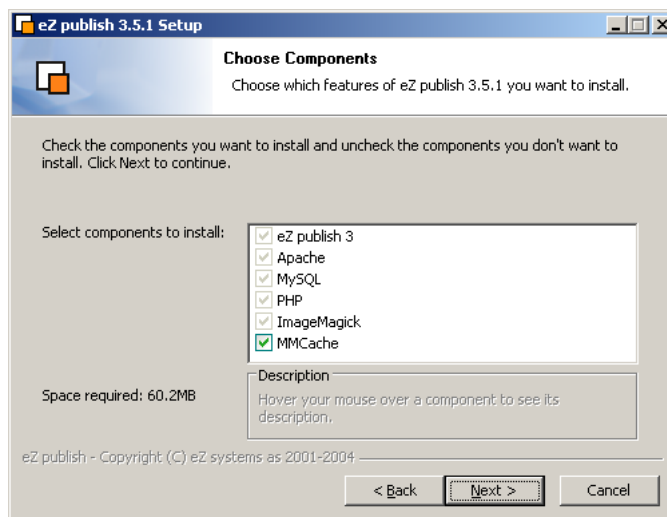 eZ publish 3.5.1 Setup
Choose Components
Choose which features of eZ publish 3.5.1 you want to install.
Check the components you want to install and uncheck the components you don't want to
install. Click Next to continue.
Select components to install:
eZ publish 3
Apache
MySQL
PHP
ImageMagick
MMCache
Space required: 60.2MB
Description
Hover your mouse over a component to see its
description.
eZ publish - Copyright (C) eZ systems as 2001-2004
< Back
Next >
Cancel